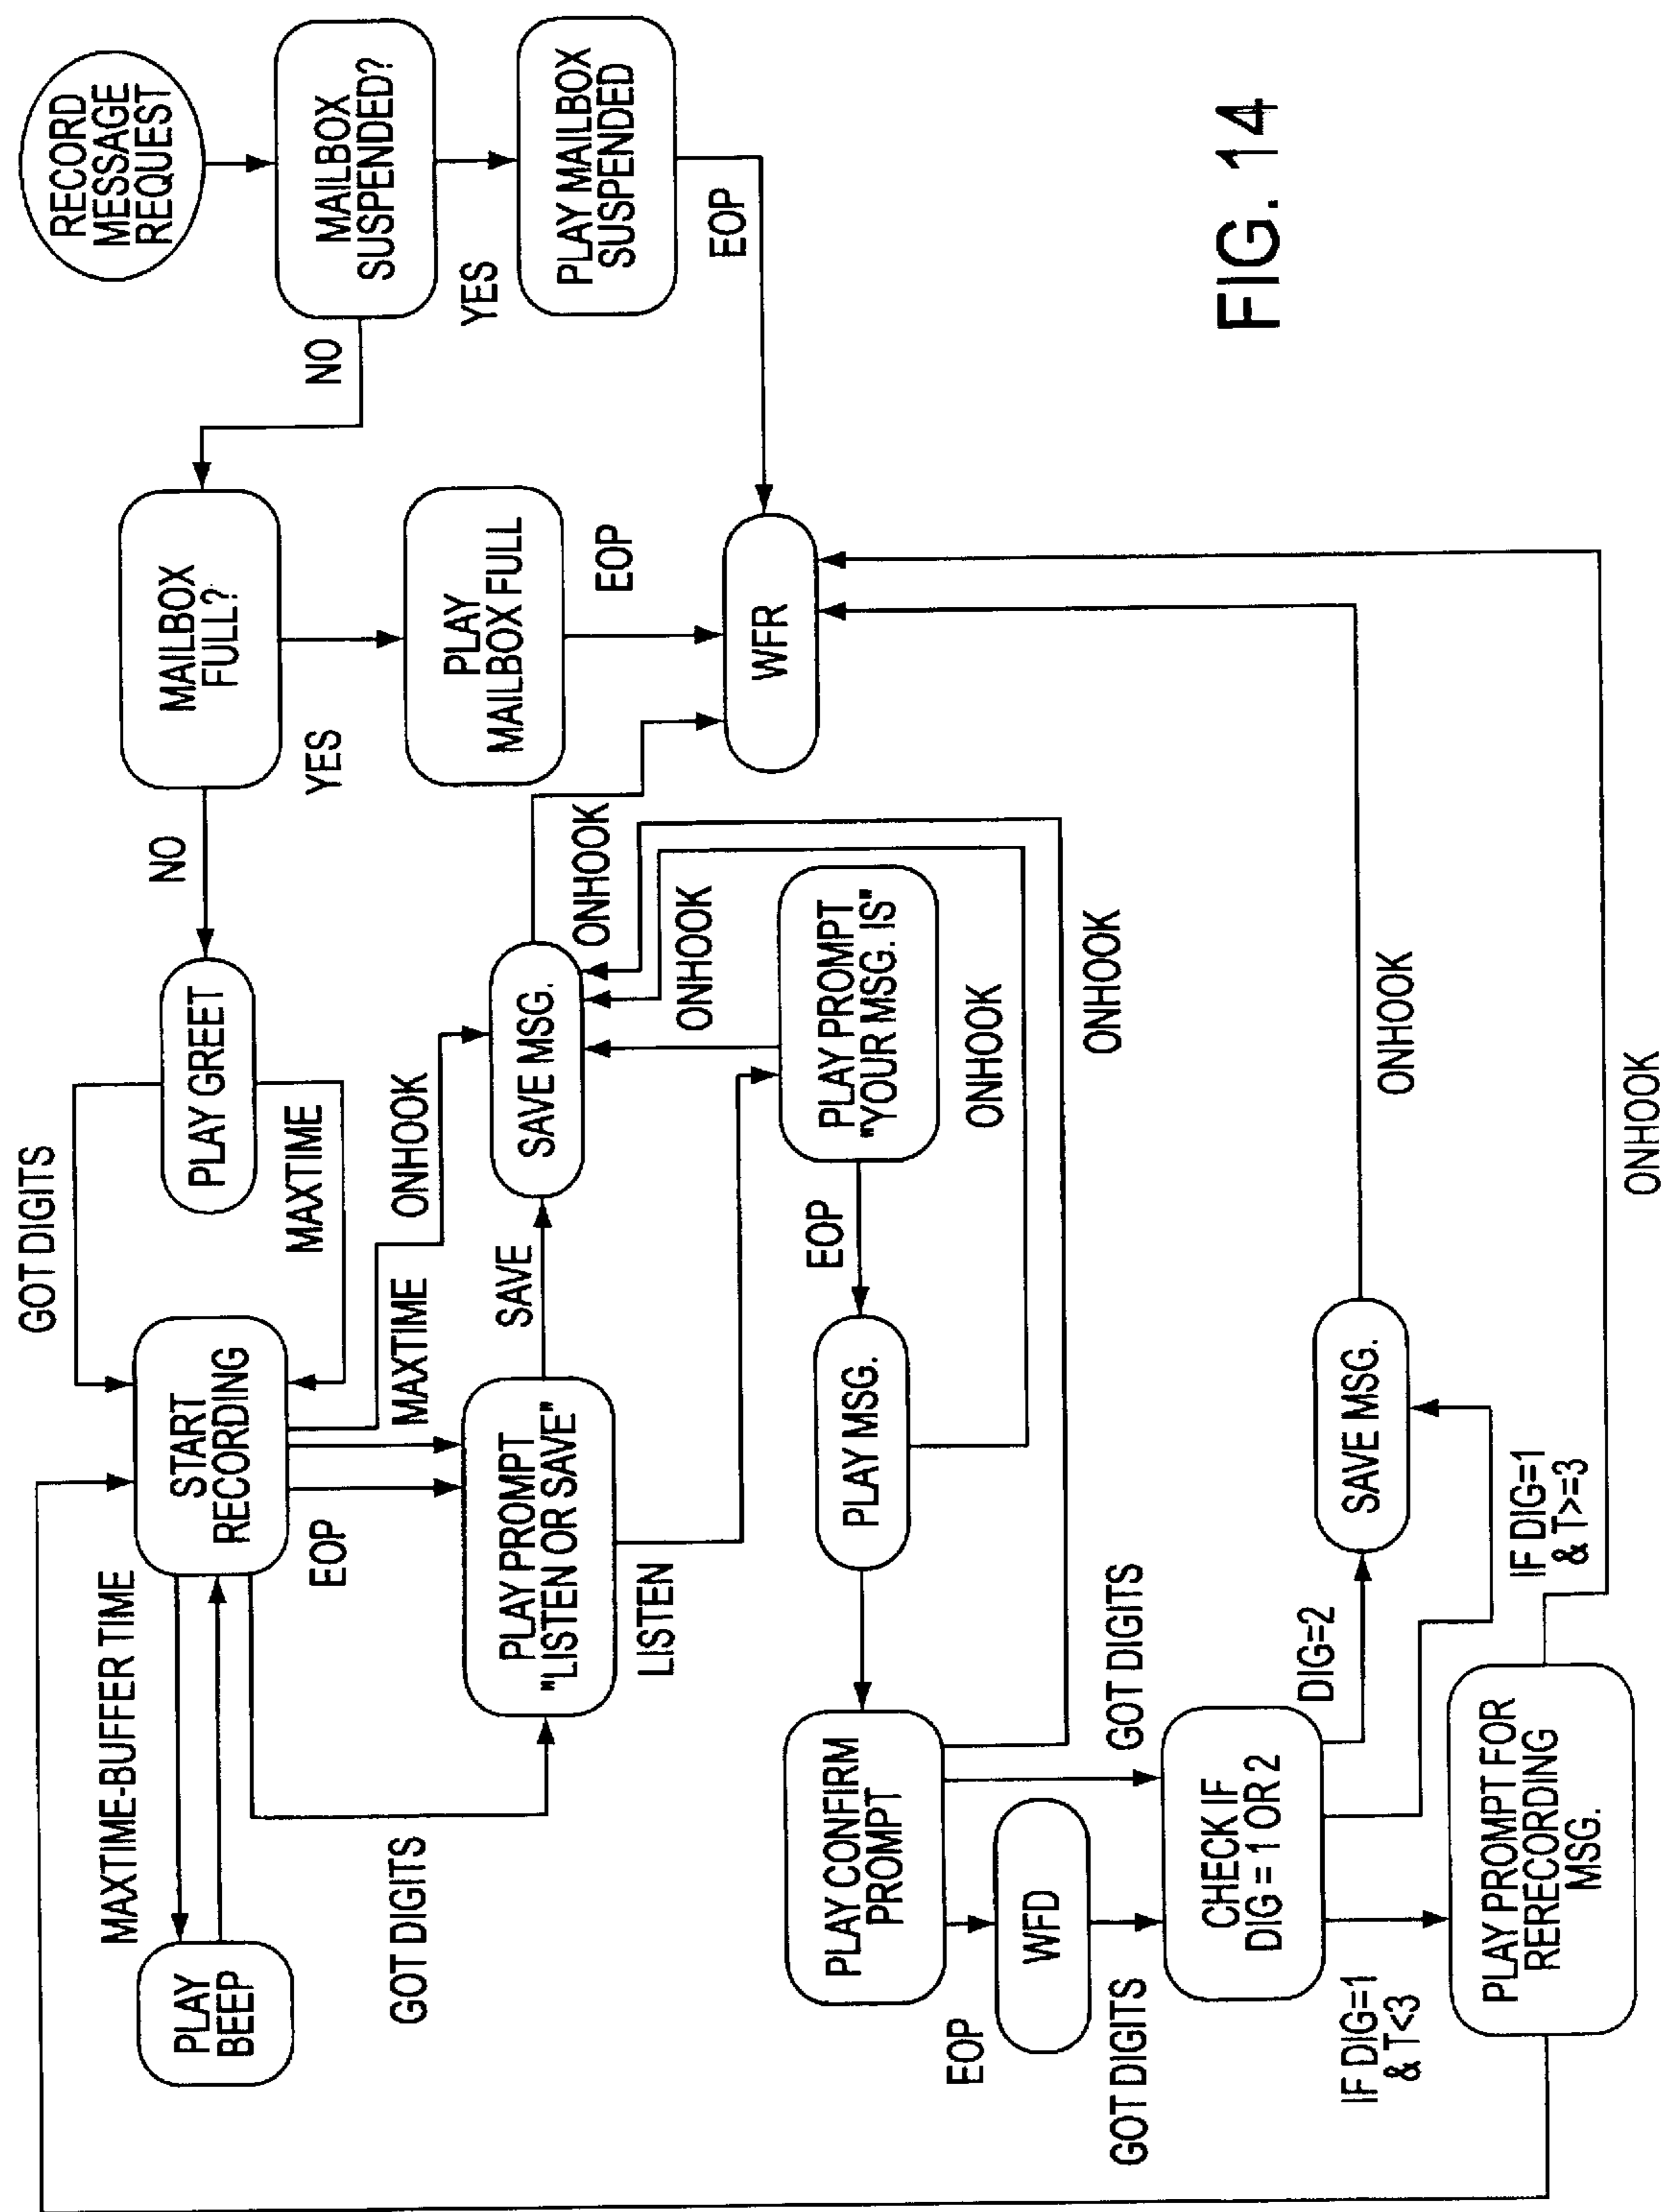 RECORD
MESSAGE
REQUEST
MAILBOX
SUSPENDED?
NO
YES
PLAY MAILBOX
SUSPENDED
EOP
MAILBOX
FULL?
NO
YES
PLAY
MAILBOX FULL
EOP
WFR
PLAY GREET
GOT DIGITS
MAXTIME
START
RECORDING
MAXTIME-BUFFER TIME
PLAY
BEEP
GOT DIGITS
EOP
MAXTIME
ONHOOK
PLAY PROMPT
"LISTEN OR SAVE"
SAVE
LISTEN
SAVE MSG.
ONHOOK
ONHOOK
PLAY PROMPT
"YOUR MSG. IS"
EOP
ONHOOK
ONHOOK
PLAY MSG.
PLAY CONFIRM
PROMPT
EOP
GOT DIGITS
WFD
GOT DIGITS
CHECK IF
DIG = 1 OR 2
DIG=2
SAVE MSG.
ONHOOK
IF DIG=1
& T>=3
IF DIG=1
& T<3
PLAY PROMPT FOR
RERECORDING
MSG.
ONHOOK
FIG. 14